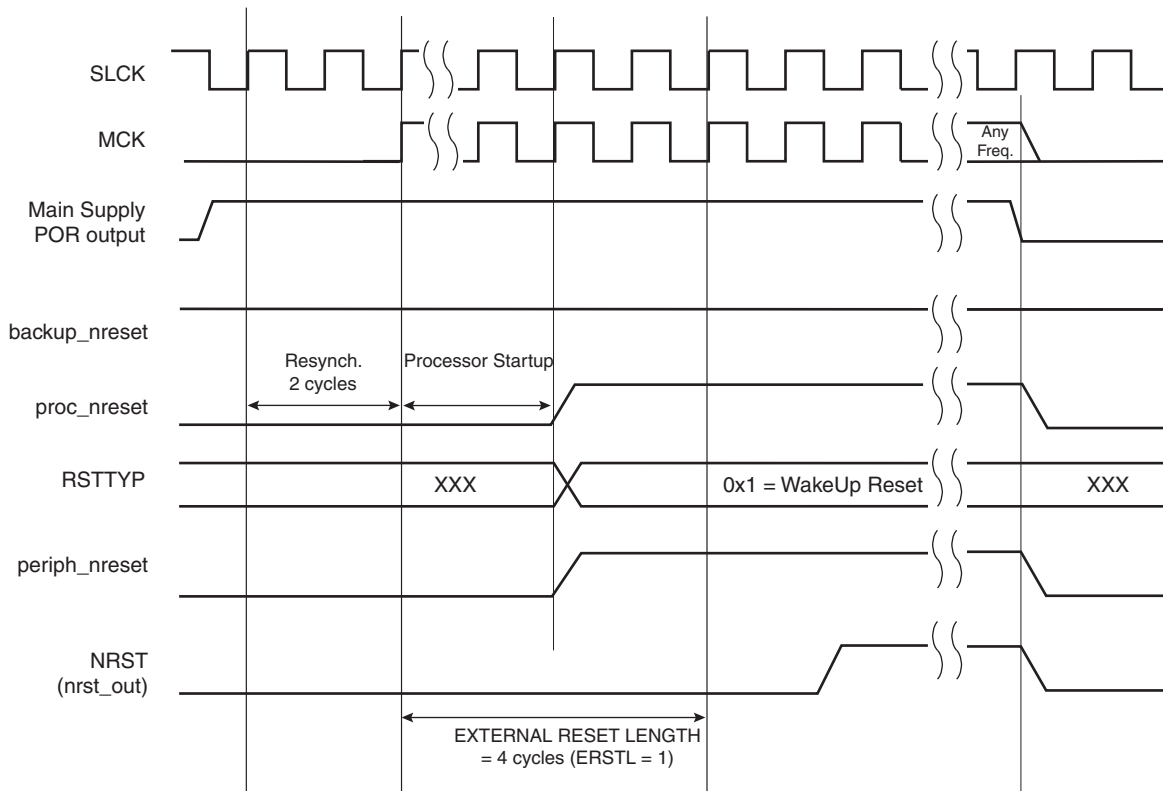 SLCK
MCK
Any
Freq.
Main Supply
POR output
backup_nreset
Resynch.
2 cycles
Processor Startup
proc_nreset
RSTTYP
XXX
0x1 = WakeUp Reset
XXX
periph_nreset
NRST
(nrst_out)
EXTERNAL RESET LENGTH
= 4 cycles (ERSTL = 1)